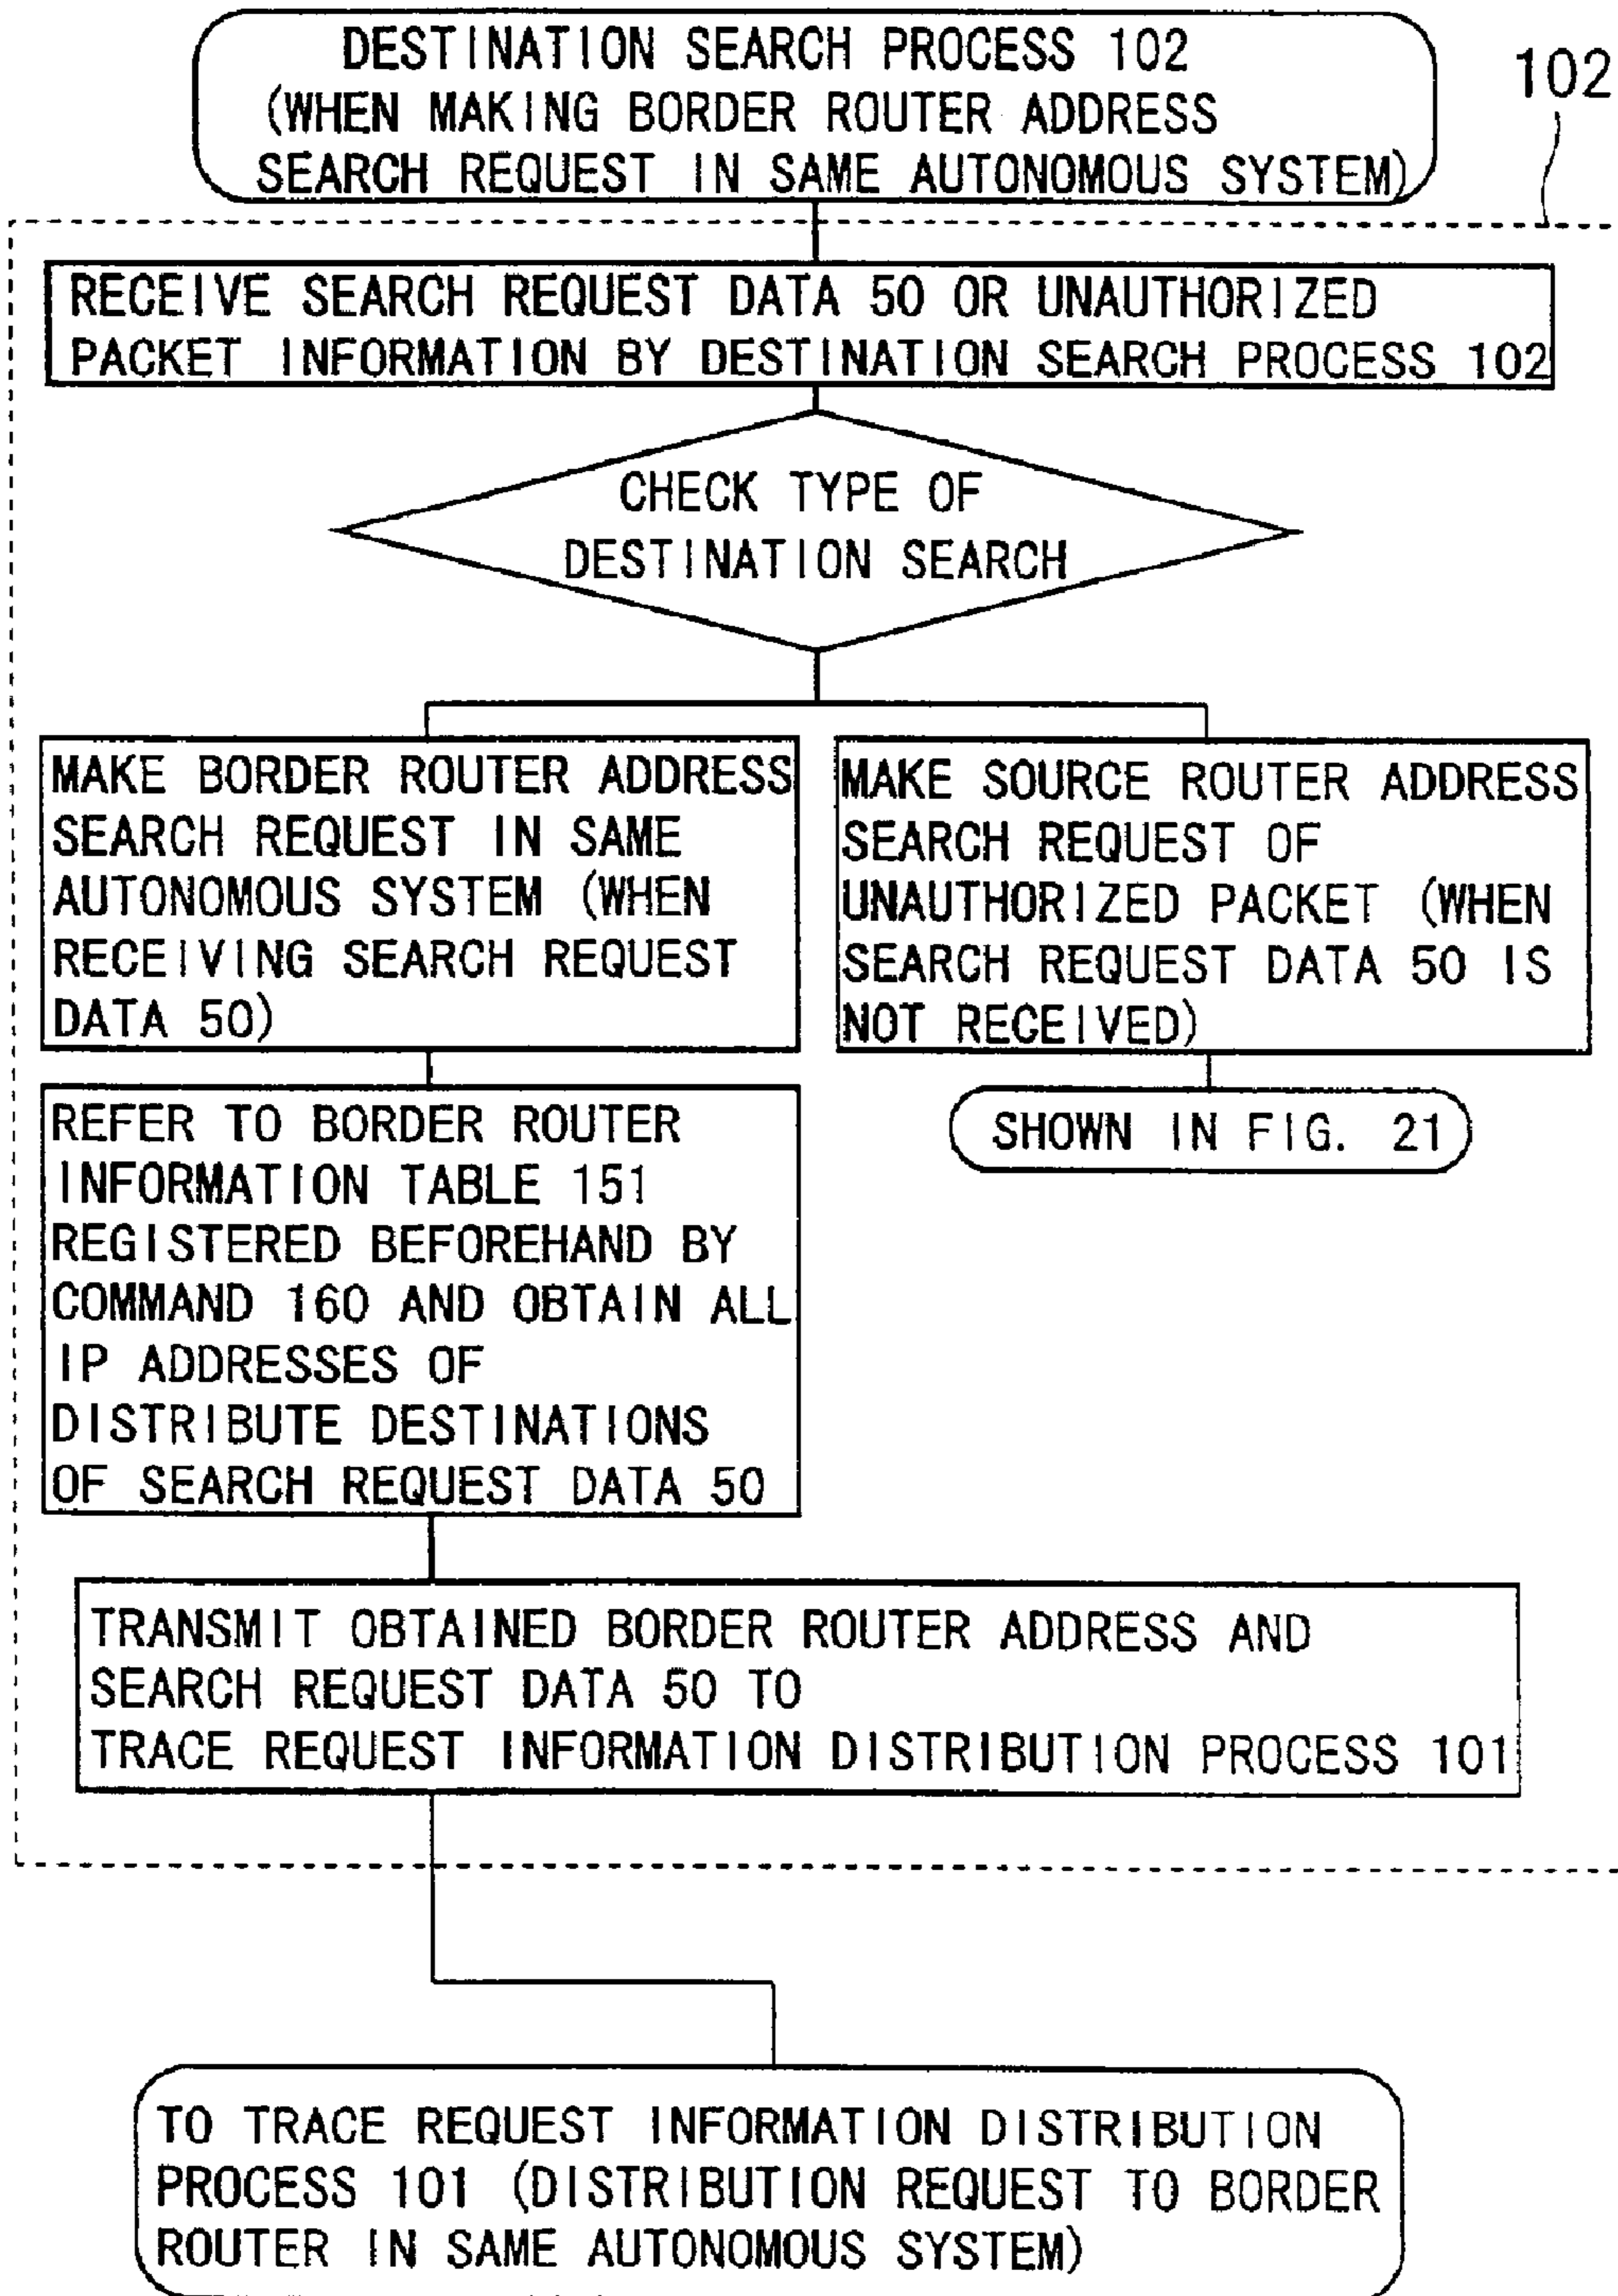 DESTINATION SEARCH PROCESS 102
(WHEN MAKING BORDER ROUTER ADDRESS
SEARCH REQUEST IN SAME AUTONOMOUS SYSTEM)
102
RECEIVE SEARCH REQUEST DATA 50 OR UNAUTHORIZED
PACKET INFORMATION BY DESTINATION SEARCH PROCESS 102
CHECK TYPE OF
DESTINATION SEARCH
MAKE BORDER ROUTER ADDRESS
SEARCH REQUEST IN SAME
AUTONOMOUS SYSTEM (WHEN
RECEIVING SEARCH REQUEST
DATA 50)
MAKE SOURCE ROUTER ADDRESS
SEARCH REQUEST OF
UNAUTHORIZED PACKET (WHEN
SEARCH REQUEST DATA 50 IS
NOT RECEIVED)
REFER TO BORDER ROUTER
INFORMATION TABLE 151
REGISTERED BEFOREHAND BY
COMMAND 160 AND OBTAIN ALL
IP ADDRESSES OF
DISTRIBUTE DESTINATIONS
OF SEARCH REQUEST DATA 50
SHOWN IN FIG. 21
TRANSMIT OBTAINED BORDER ROUTER ADDRESS AND
SEARCH REQUEST DATA 50 TO
TRACE REQUEST INFORMATION DISTRIBUTION PROCESS 101
TO TRACE REQUEST INFORMATION DISTRIBUTION
PROCESS 101 (DISTRIBUTION REQUEST TO BORDER
ROUTER IN SAME AUTONOMOUS SYSTEM)